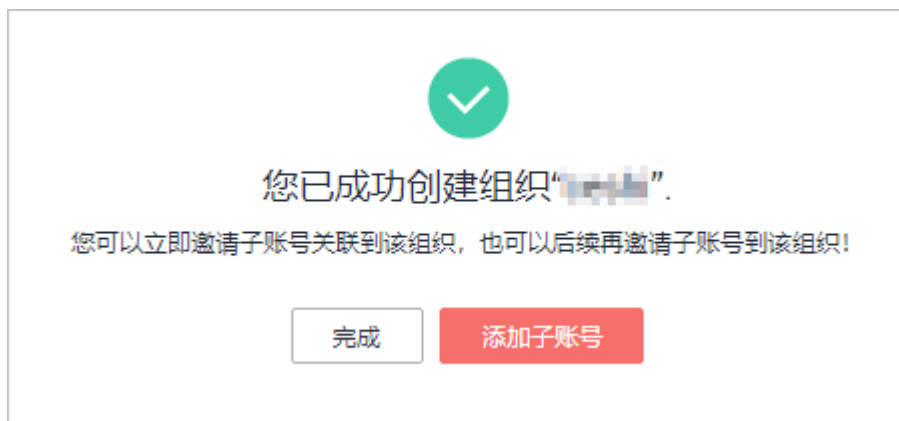 您已成功创建组织“”.
您可以立即邀请子账号关联到该组织，也可以后续再邀请子账号到该组织！
完成
添加子账号